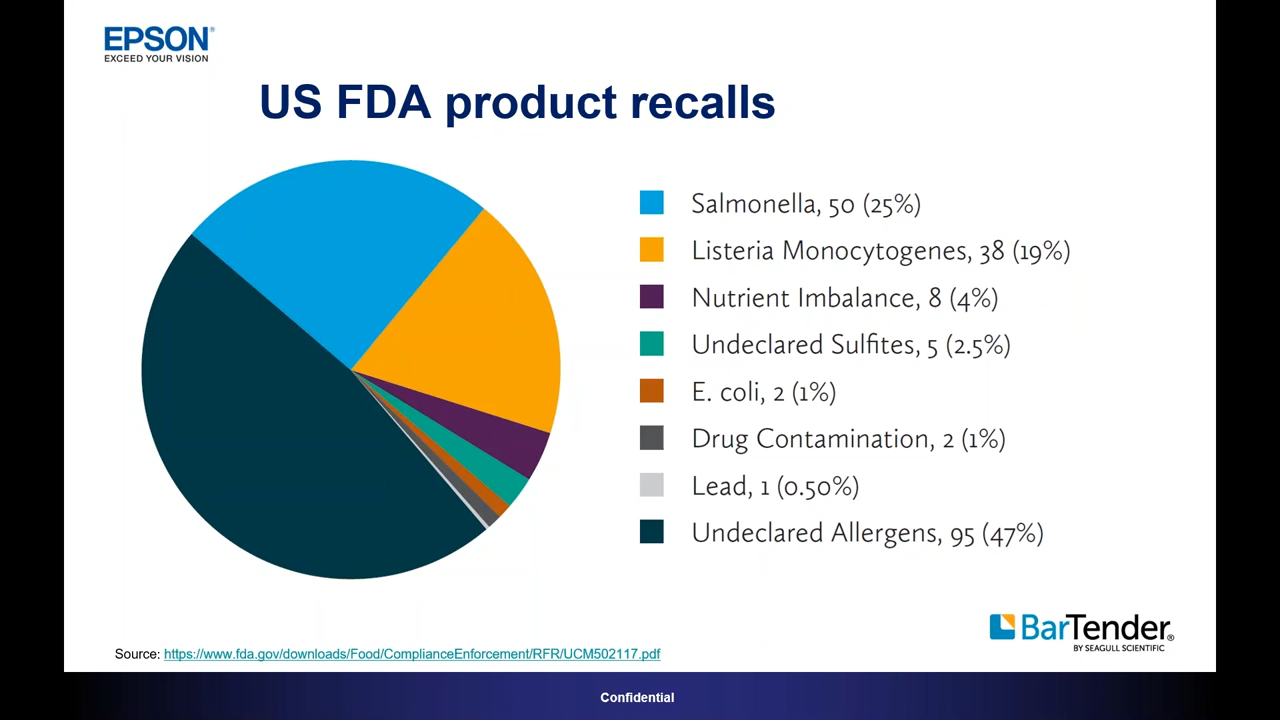 EPSON®
EXCEED YOUR VISION
US FDA product recalls
Salmonella, 50 (25%)
Listeria Monocytogenes, 38 (19%)
Nutrient Imbalance, 8 (4%)
Undeclared Sulfites, 5 (2.5%)
E. coli, 2 (1%)
Drug Contamination, 2 (1%)
Lead, 1 (0.50%)
Undeclared Allergens, 95 (47%)
BarTender®
BY SEAGULL SCIENTIFIC
Source: https://www.fda.gov/downloads/Food/ComplianceEnforcement/RFR/UCM502117.pdf
Confidential